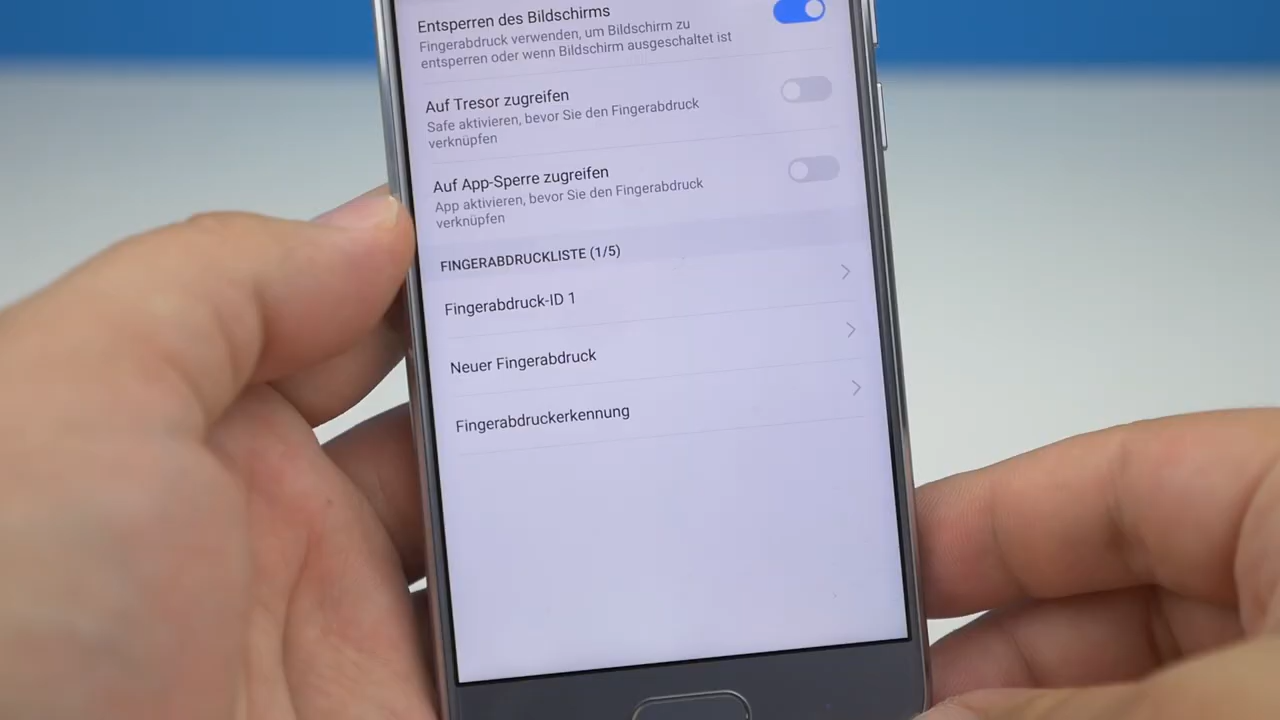 Entsperren des Bildschirms
Fingerabdruck verwenden, um Bildschirm zu
entsperren oder wenn Bildschirm ausgeschaltet ist
Auf Tresor zugreifen
Safe aktivieren, bevor Sie den Fingerabdruck
verknüpfen
Auf App-Sperre zugreifen
App aktivieren, bevor Sie den Fingerabdruck
verknüpfen
FINGERABDRUCKLISTE (1/5)
Fingerabdruck-ID 1
Neuer Fingerabdruck
Fingerabdruckerkennung